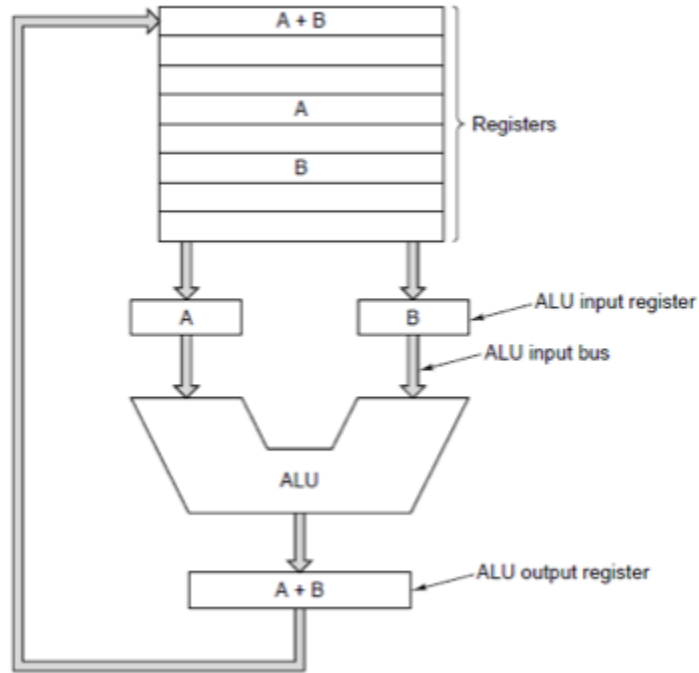 A + B
A
Registers
B
A
B
ALU input register
ALU input bus
ALU
A + B
ALU output register